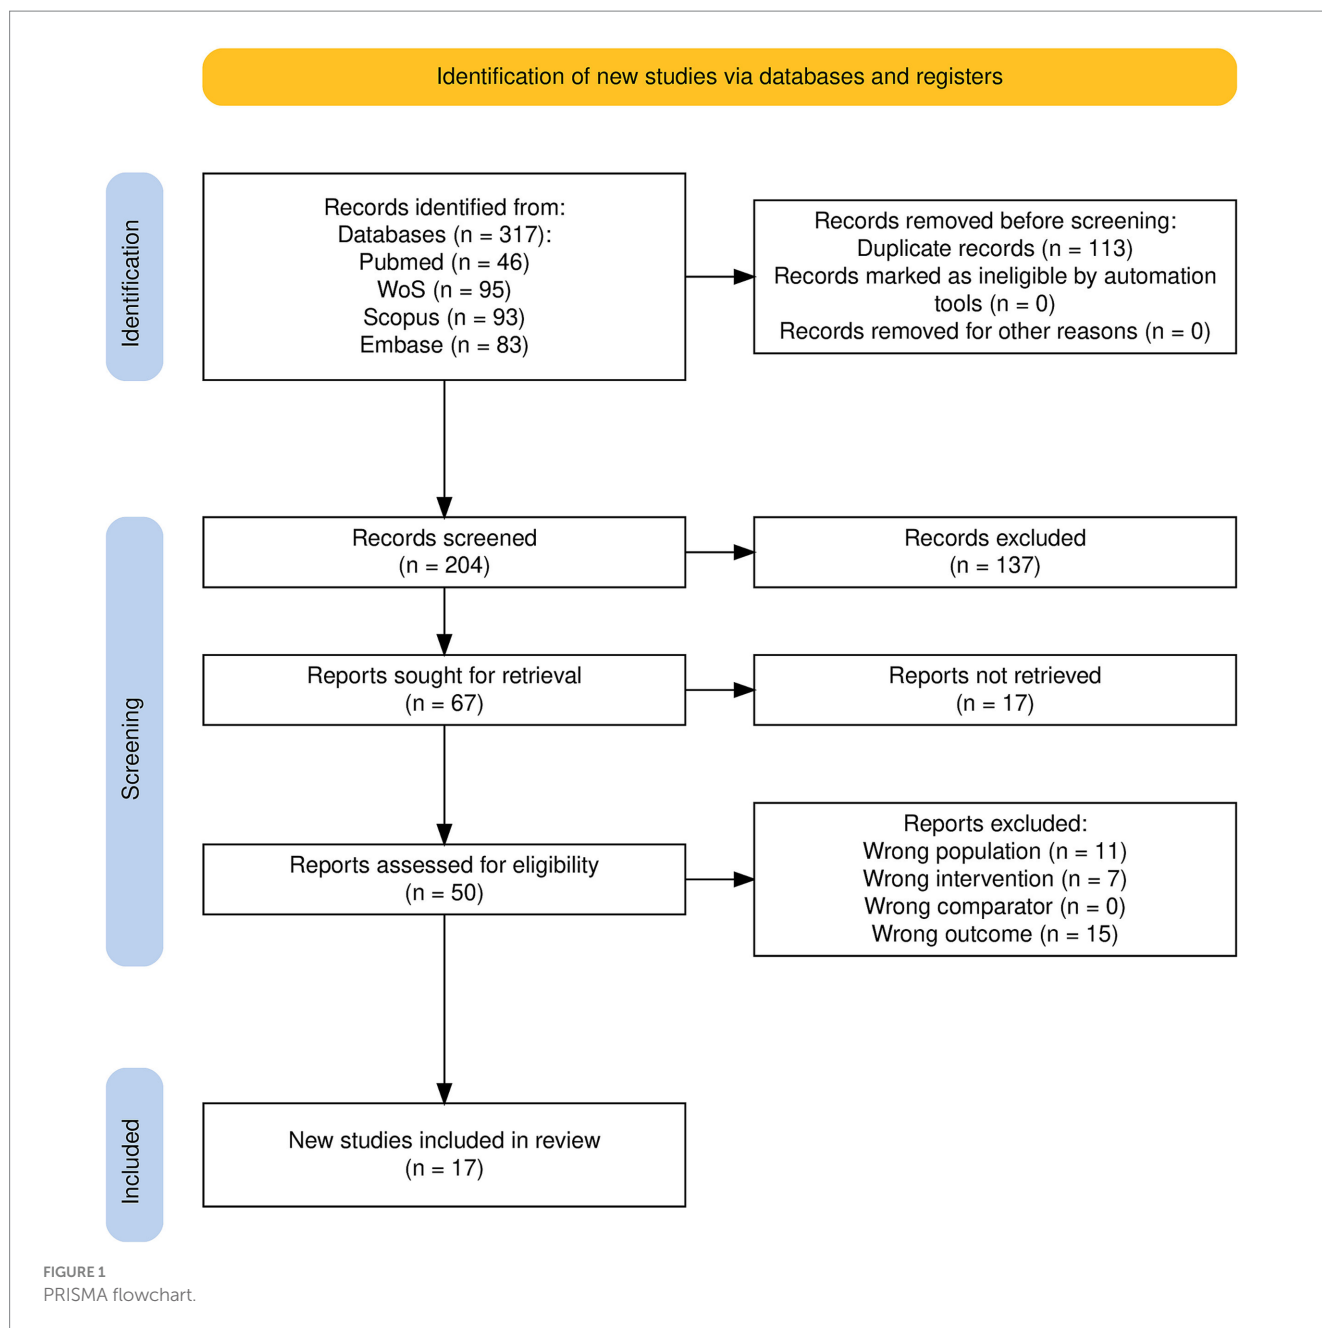 Identification of new studies via databases and registers
Identification
Records identified from:
Databases (n = 317):
Pubmed (n = 46)
WoS (n = 95)
Scopus (n = 93)
Embase (n = 83)
Records removed before screening:
Duplicate records (n = 113)
Records marked as ineligible by automation
tools (n = 0)
Records removed for other reasons (n = 0)
Screening
Records screened
(n = 204)
Records excluded
(n = 137)
Reports sought for retrieval
(n = 67)
Reports not retrieved
(n = 17)
Reports assessed for eligibility
(n = 50)
Reports excluded:
Wrong population (n = 11)
Wrong intervention (n = 7)
Wrong comparator (n = 0)
Wrong outcome (n = 15)
Included
New studies included in review
(n = 17)
FIGURE 1
PRISMA flowchart.